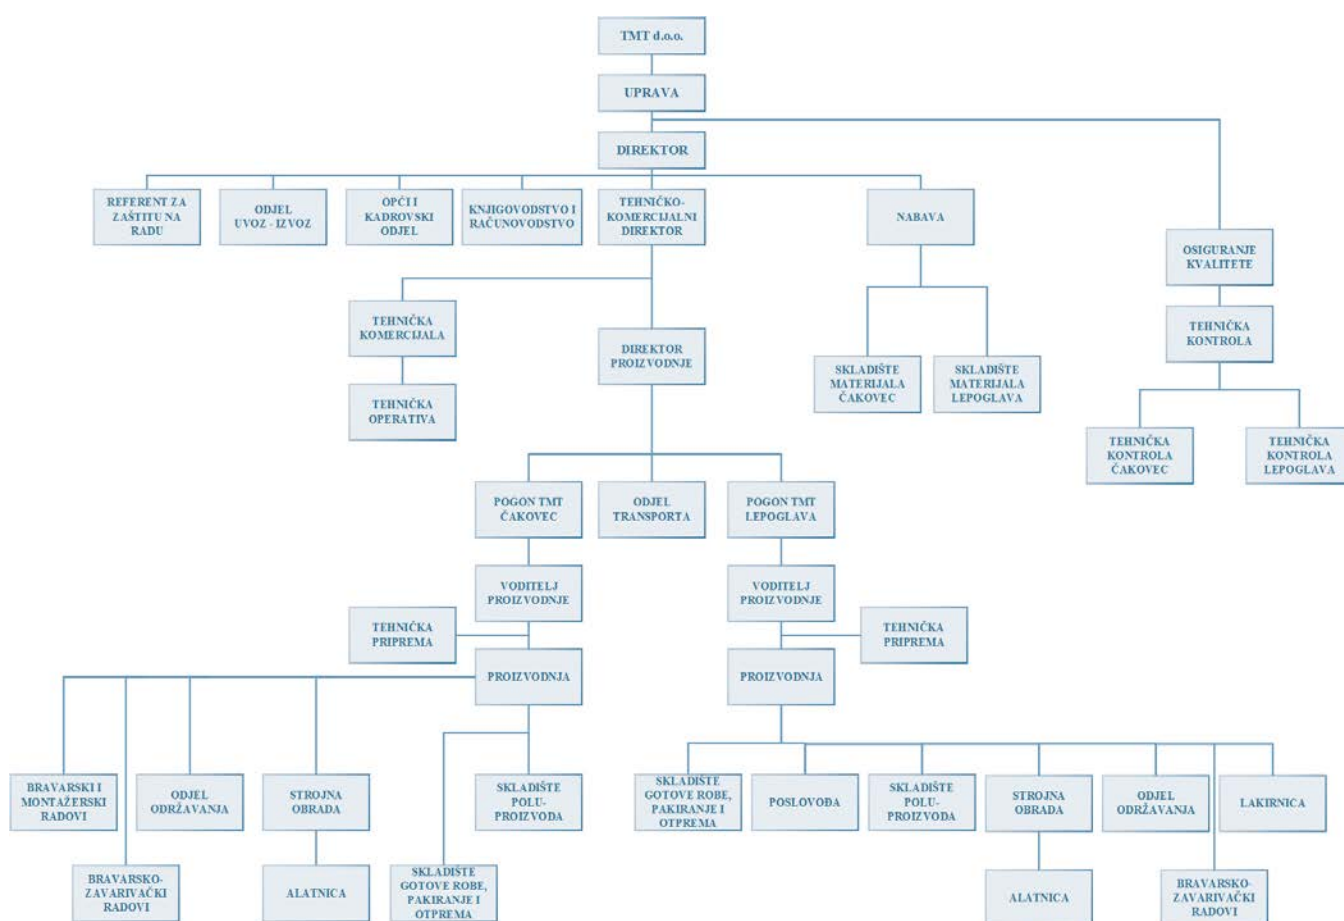 TMT d.o.o.
UPRAVA
DIREKTOR
REFERENT ZA
ZAŠTITU NA
RADU
ODJEL
UVOZ - IZVOZ
OPĆI I
KADROVSKI
ODJEL
KNJIGOVODSTVO I
RAČUNOVODSTVO
TEHNIČKO-
KOMERCIJALNI
DIREKTOR
NABAVA
OSIGURANJE
KVALITETE
TEHNIČKA
KOMERCIJALA
DIREKTOR
PROIZVODNJE
TEHNIČKA
KONTROLA
SKLADIŠTE
MATERIJALA
ČAKOVEC
SKLADIŠTE
MATERIJALA
LEPOGLAVA
TEHNIČKA
OPERATIVA
TEHNIČKA
KONTROLA
ČAKOVEC
TEHNIČKA
KONTROLA
LEPOGLAVA
POGON TMT
ČAKOVEC
ODJEL
TRANSPORTA
POGON TMT
LEPOGLAVA
VODITELJ
PROIZVODNJE
VODITELJ
PROIZVODNJE
TEHNIČKA
PRIPREMA
TEHNIČKA
PRIPREMA
PROIZVODNJA
PROIZVODNJA
BRAVARSKI I
MONTAŽERSKI
RADOVI
ODJEL
ODRŽAVANJA
STROJNA
OBRADA
SKLADIŠTE
POLU-
PROIZVODA
SKLADIŠTE
GOTOVE ROBE,
PAKIRANJE I
OTPREMA
POSLOVOĐA
SKLADIŠTE
POLU-
PROIZVODA
STROJNA
OBRADA
ODJEL
ODRŽAVANJA
LAKIRNICA
BRAVARSKO-
ZAVARIVAČKI
RADOVI
ALATNICA
SKLADIŠTE
GOTOVE ROBE,
PAKIRANJE I
OTPREMA
ALATNICA
BRAVARSKO-
ZAVARIVAČKI
RADOVI